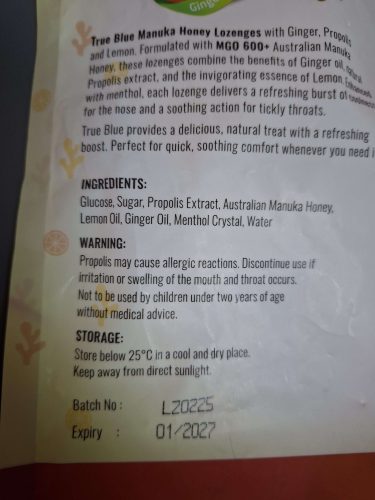 Ginge
True Blue Manuka Honey Lozenges with Ginger, Propolis
and Lemon. Formulated with MGO 600+ Australian Manuka
Honey, these lozenges combine the benefits of Ginger oil, natural
Propolis extract, and the invigorating essence of Lemon. Enhanced
with menthol, each lozenge delivers a refreshing burst of coolness
for the nose and a soothing action for tickly throats.
True Blue provides a delicious, natural treat with a refreshing
boost. Perfect for quick, soothing comfort whenever you need i
INGREDIENTS:
Glucose, Sugar, Propolis Extract, Australian Manuka Honey,
Lemon Oil, Ginger Oil, Menthol Crystal, Water
WARNING:
Propolis may cause allergic reactions. Discontinue use if
irritation or swelling of the mouth and throat occurs.
Not to be used by children under two years of age
without medical advice.
STORAGE:
Store below 25°C in a cool and dry place.
Keep away from direct sunlight.
Batch No : L20225
Expiry : 01/2027